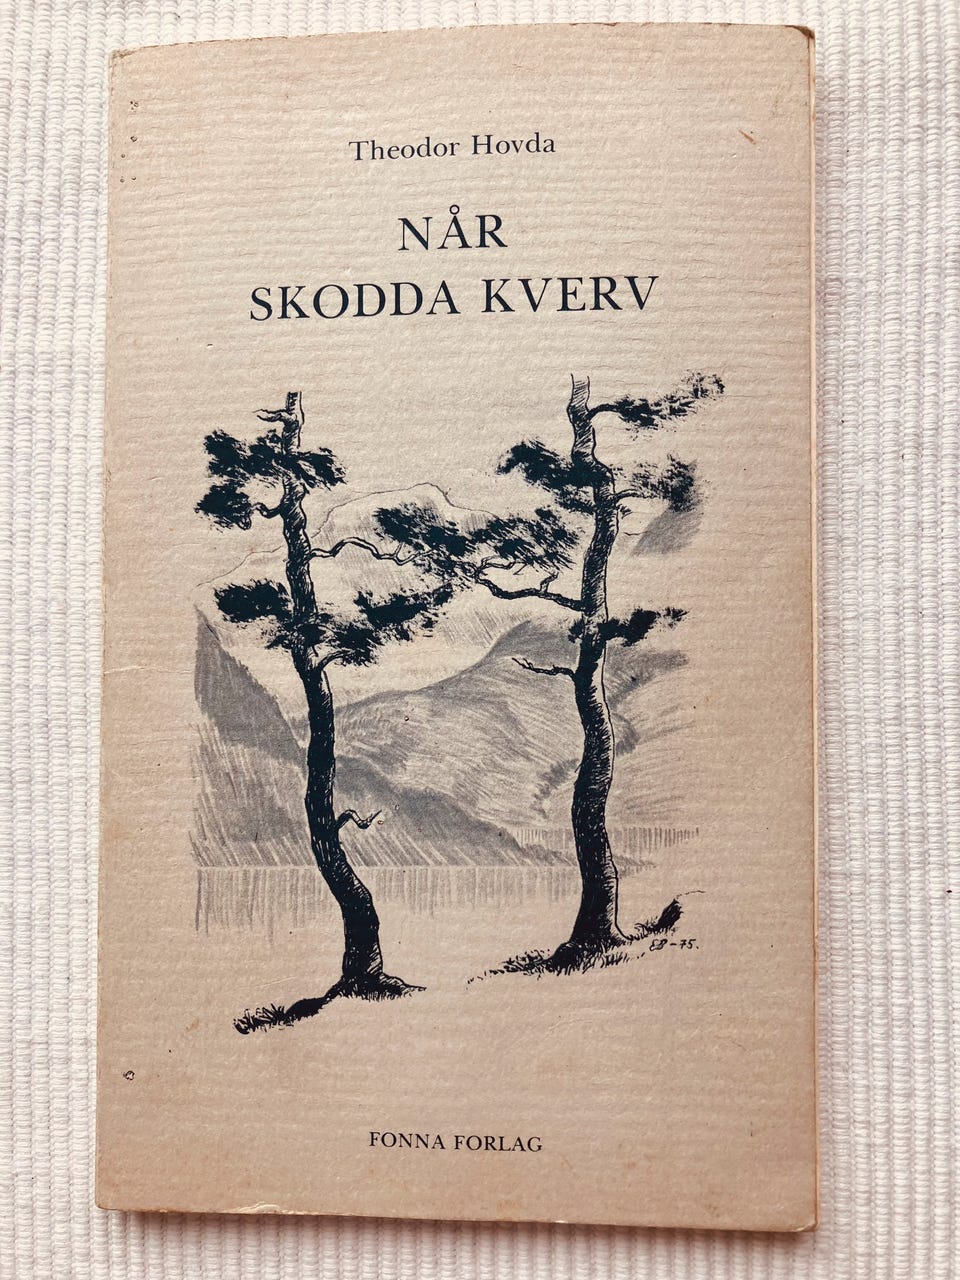 Theodor Hovda
NÅR
SKODDA KVERV
EB-75.
FONNA FORLAG